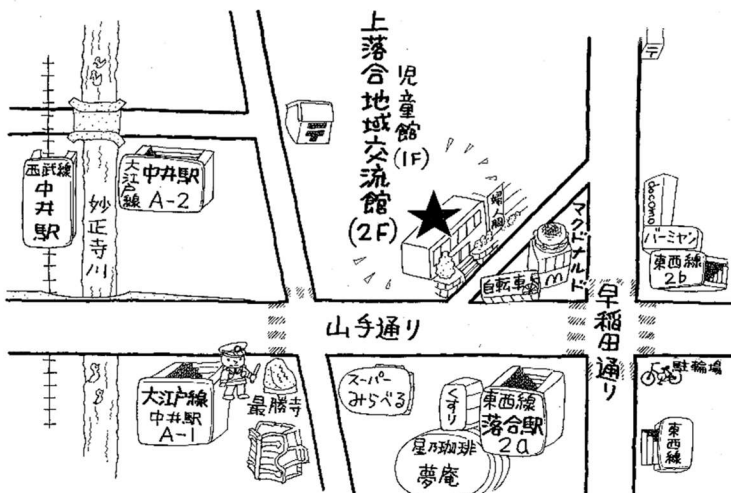 上落合地域交流館
(2F)
児童館
(1F)
〒
西武線
中井
駅
妙正寺川
大江戸線
中井駅
A-2
マクドナルド
docomo
バーミヤン
東西線
2b
自転車
m
山手通り
早稲田通り
大江戸線
中井駅
A-1
最勝寺
スーパー
みらべる
くすり
東西線
落合駅
2a
星乃珈琲
夢庵
駐輪場
東西線